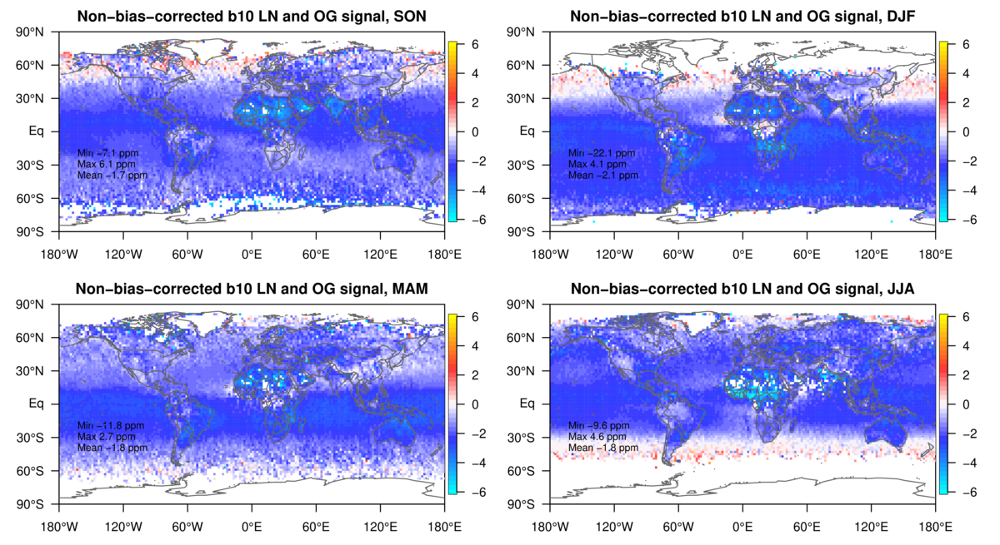 Non−bias−corrected b10 LN and OG signal, SON
90°N
60°N
30°N
Eq
30°S
60°S
90°S
180°W
120°W
60°W
0°E
60°E
120°E
180°E
Min −7.1 ppm
Max 6.1 ppm
Mean −1.7 ppm
6
4
2
0
−2
−4
−6
Non−bias−corrected b10 LN and OG signal, DJF
90°N
60°N
30°N
Eq
30°S
60°S
90°S
180°W
120°W
60°W
0°E
60°E
120°E
180°E
Min −22.1 ppm
Max 4.1 ppm
Mean −2.1 ppm
6
4
2
0
−2
−4
−6
Non−bias−corrected b10 LN and OG signal, MAM
90°N
60°N
30°N
Eq
30°S
60°S
90°S
180°W
120°W
60°W
0°E
60°E
120°E
180°E
Min −11.8 ppm
Max 2.7 ppm
Mean −1.8 ppm
6
4
2
0
−2
−4
−6
Non−bias−corrected b10 LN and OG signal, JJA
90°N
60°N
30°N
Eq
30°S
60°S
90°S
180°W
120°W
60°W
0°E
60°E
120°E
180°E
Min −9.6 ppm
Max 4.6 ppm
Mean −1.8 ppm
6
4
2
0
−2
−4
−6